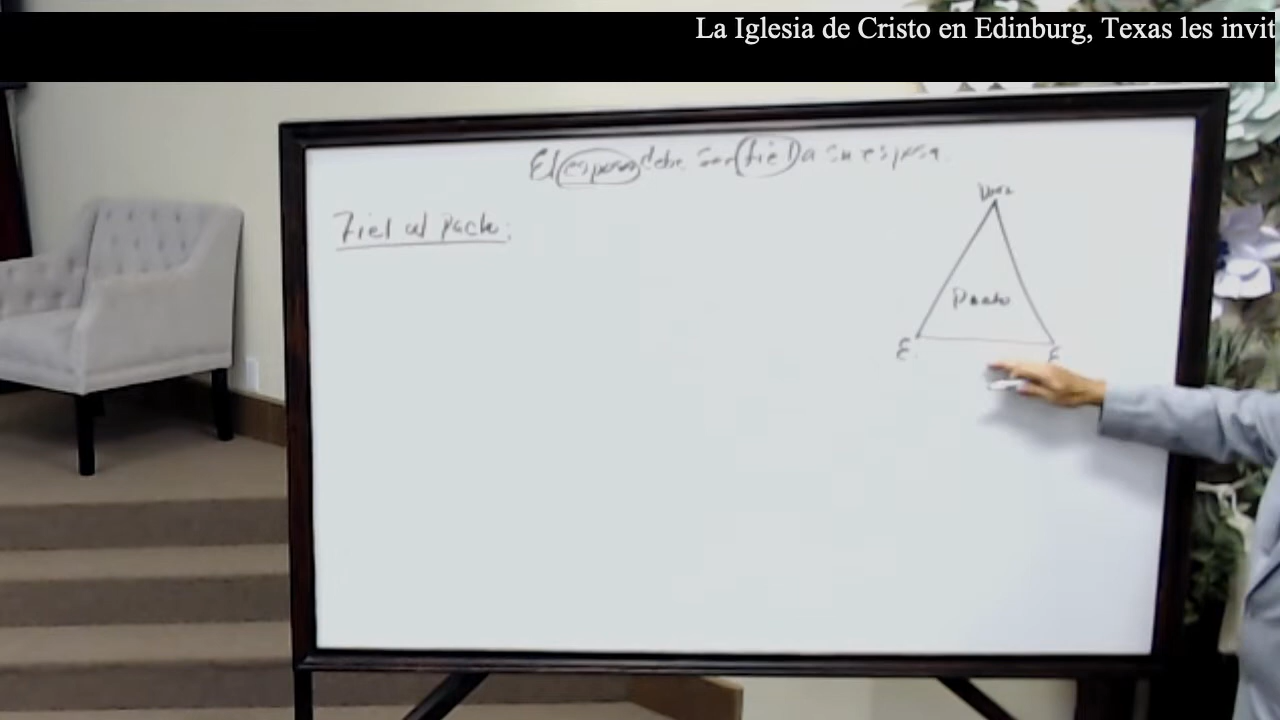 La Iglesia de Cristo en Edinburg, Texas les invit
El esposo debe ser fiel a su esposa.
Fiel al pacto:
Dios
Pacto
E.
E